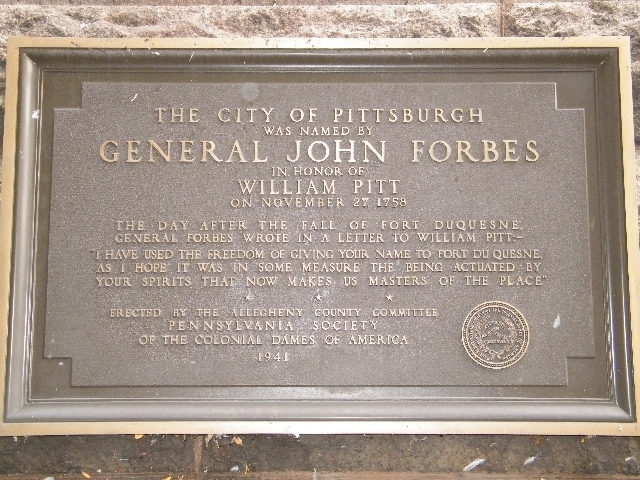 THE CITY OF PITTSBURGH
WAS NAMED BY
GENERAL JOHN FORBES
IN HONOR OF
WILLIAM PITT
ON NOVEMBER 27, 1758
THE DAY AFTER THE FALL OF FORT DUQUESNE,
GENERAL FORBES WROTE IN A LETTER TO WILLIAM PITT:-
"I HAVE USED THE FREEDOM OF GIVING YOUR NAME TO FORT DU QUESNE,
AS I HOPE IT WAS IN SOME MEASURE THE BEING ACTUATED BY
YOUR SPIRITS THAT NOW MAKES US MASTERS OF THE PLACE"
ERECTED BY THE ALLEGHENY COUNTY COMMITTEE
PENNSYLVANIA SOCIETY
OF THE COLONIAL DAMES OF AMERICA
1941